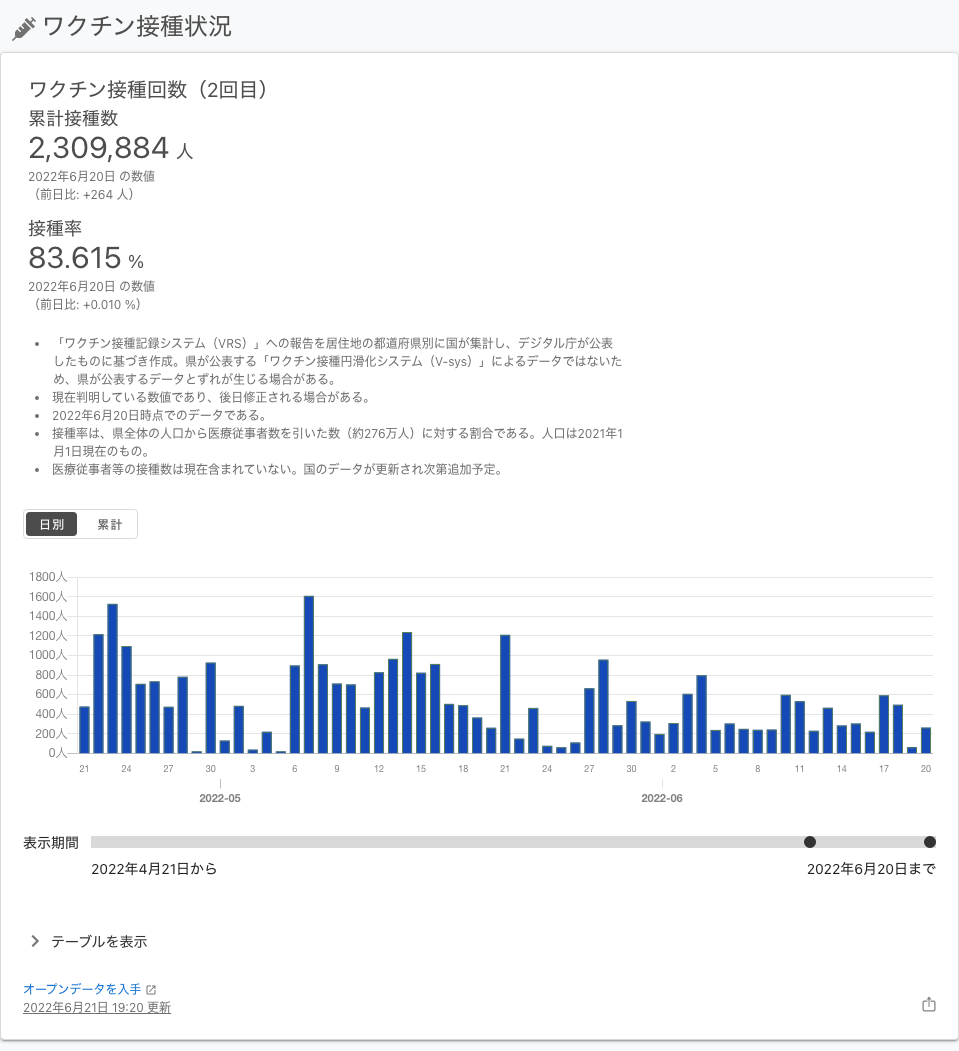 ワクチン接種状況
ワクチン接種回数（2回目）
累計接種数
2,309,884 人
2022年6月20日 の数値
（前日比: +264 人）
接種率
83.615 %
2022年6月20日 の数値
（前日比: +0.010 %）
• 「ワクチン接種記録システム（VRS）」への報告を居住地の都道府県別に国が集計し、デジタル庁が公表
したものに基づき作成。県が公表する「ワクチン接種円滑化システム（V-sys）」によるデータではないた
め、県が公表するデータとずれが生じる場合がある。
• 現在判明している数値であり、後日修正される場合がある。
• 2022年6月20日時点でのデータである。
• 接種率は、県全体の人口から医療従事者数を引いた数（約276万人）に対する割合である。人口は2021年1
月1日現在のもの。
• 医療従事者等の接種数は現在含まれていない。国のデータが更新され次第追加予定。
日別 累計
1800人
1600人
1400人
1200人
1000人
800人
600人
400人
200人
0人
21 24 27 30 3 6 9 12 15 18 21 24 27 30 2 5 8 11 14 17 20
2022-05 2022-06
表示期間
2022年4月21日から 2022年6月20日まで
テーブルを表示
オープンデータを入手
2022年6月21日 19:20 更新